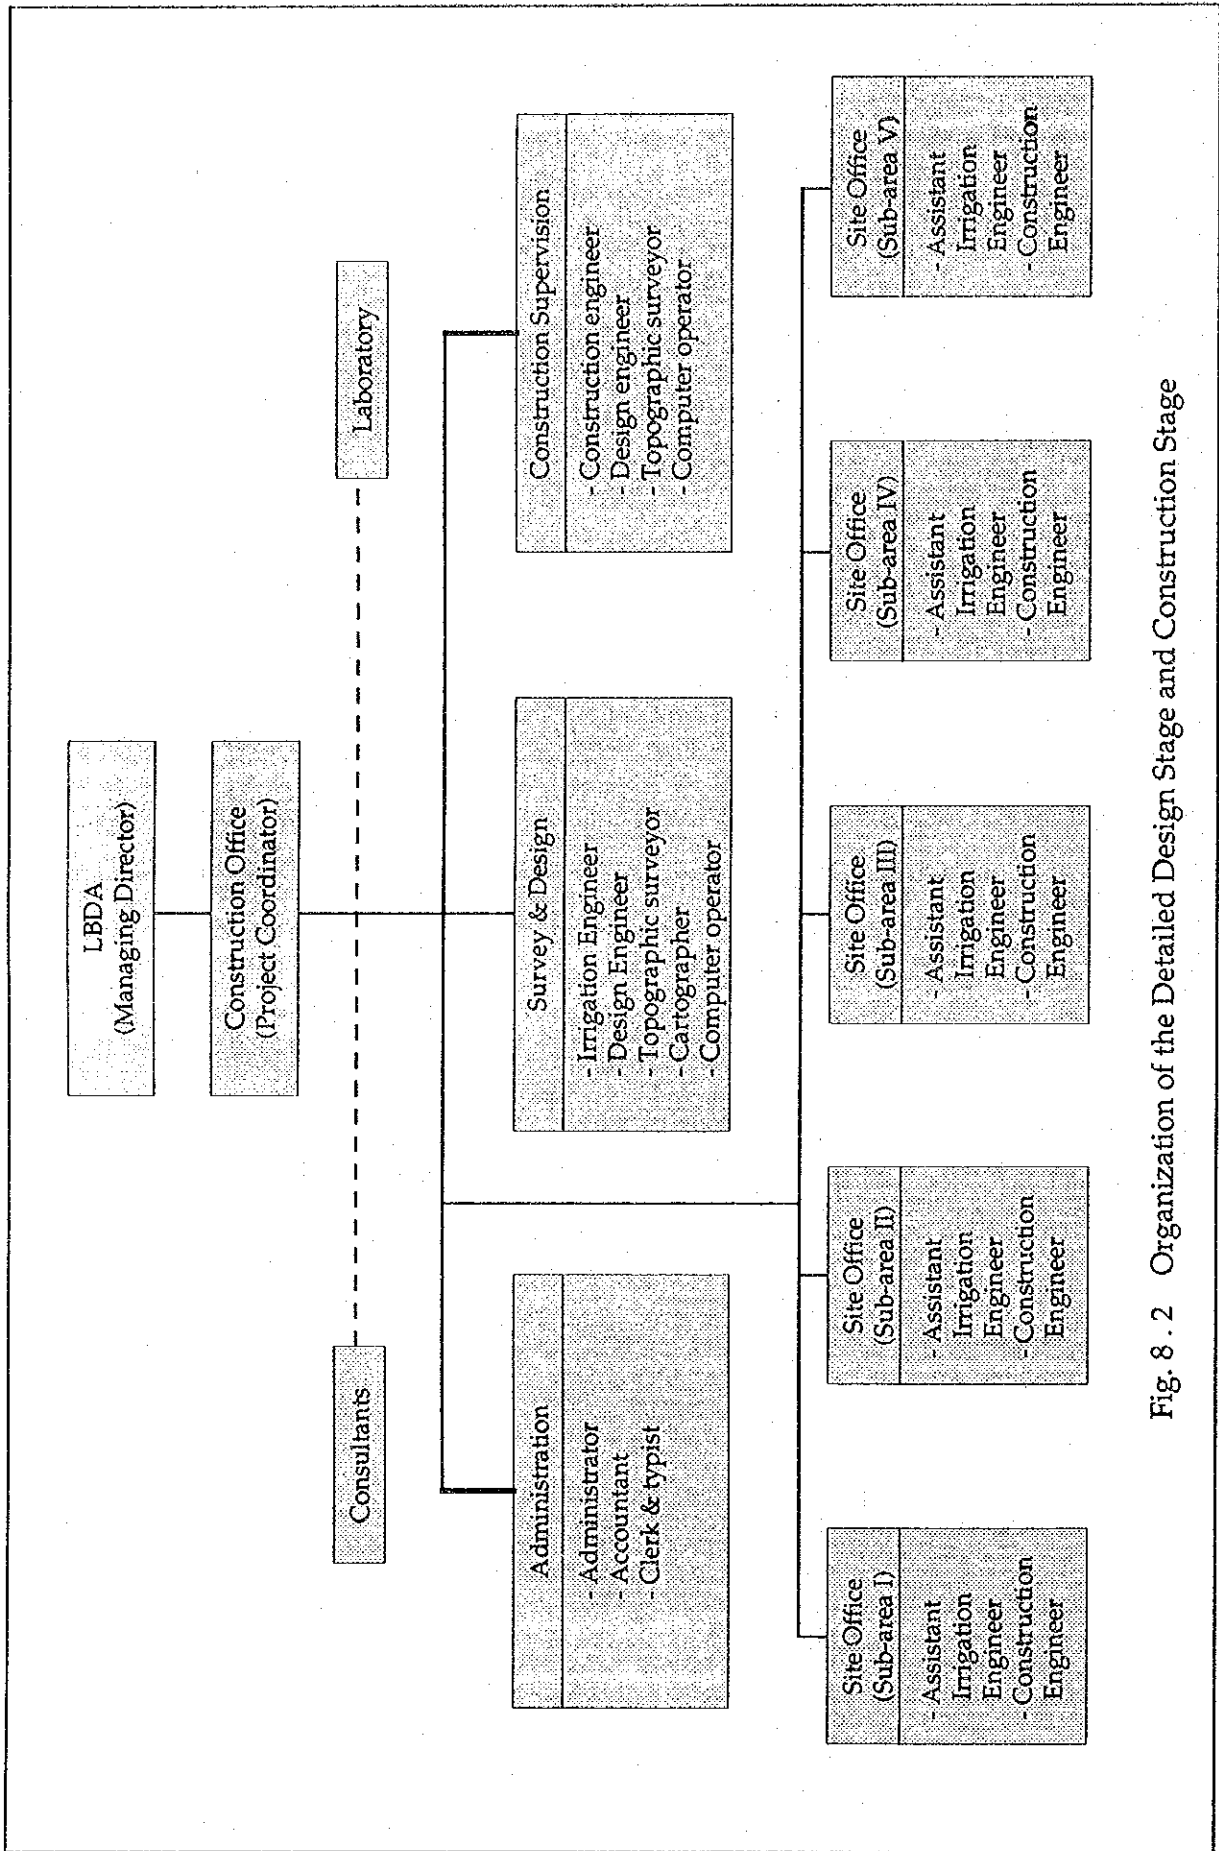 LBDA
(Managing Director)
Construction Office
(Project Coordinator)
Consultants
Laboratory
Administration
- Administrator
- Accountant
- Clerk & typist
Survey & Design
- Irrigation Engineer
- Design Engineer
- Topographic surveyor
- Cartographer
- Computer operator
Construction Supervision
- Construction engineer
- Design engineer
- Topographic surveyor
- Computer operator
Site Office
(Sub-area I)
- Assistant
Irrigation
Engineer
- Construction
Engineer
Site Office
(Sub-area II)
- Assistant
Irrigation
Engineer
- Construction
Engineer
Site Office
(Sub-area III)
- Assistant
Irrigation
Engineer
- Construction
Engineer
Site Office
(Sub-area IV)
- Assistant
Irrigation
Engineer
- Construction
Engineer
Site Office
(Sub-area V)
- Assistant
Irrigation
Engineer
- Construction
Engineer
Fig. 8.2 Organization of the Detailed Design Stage and Construction Stage